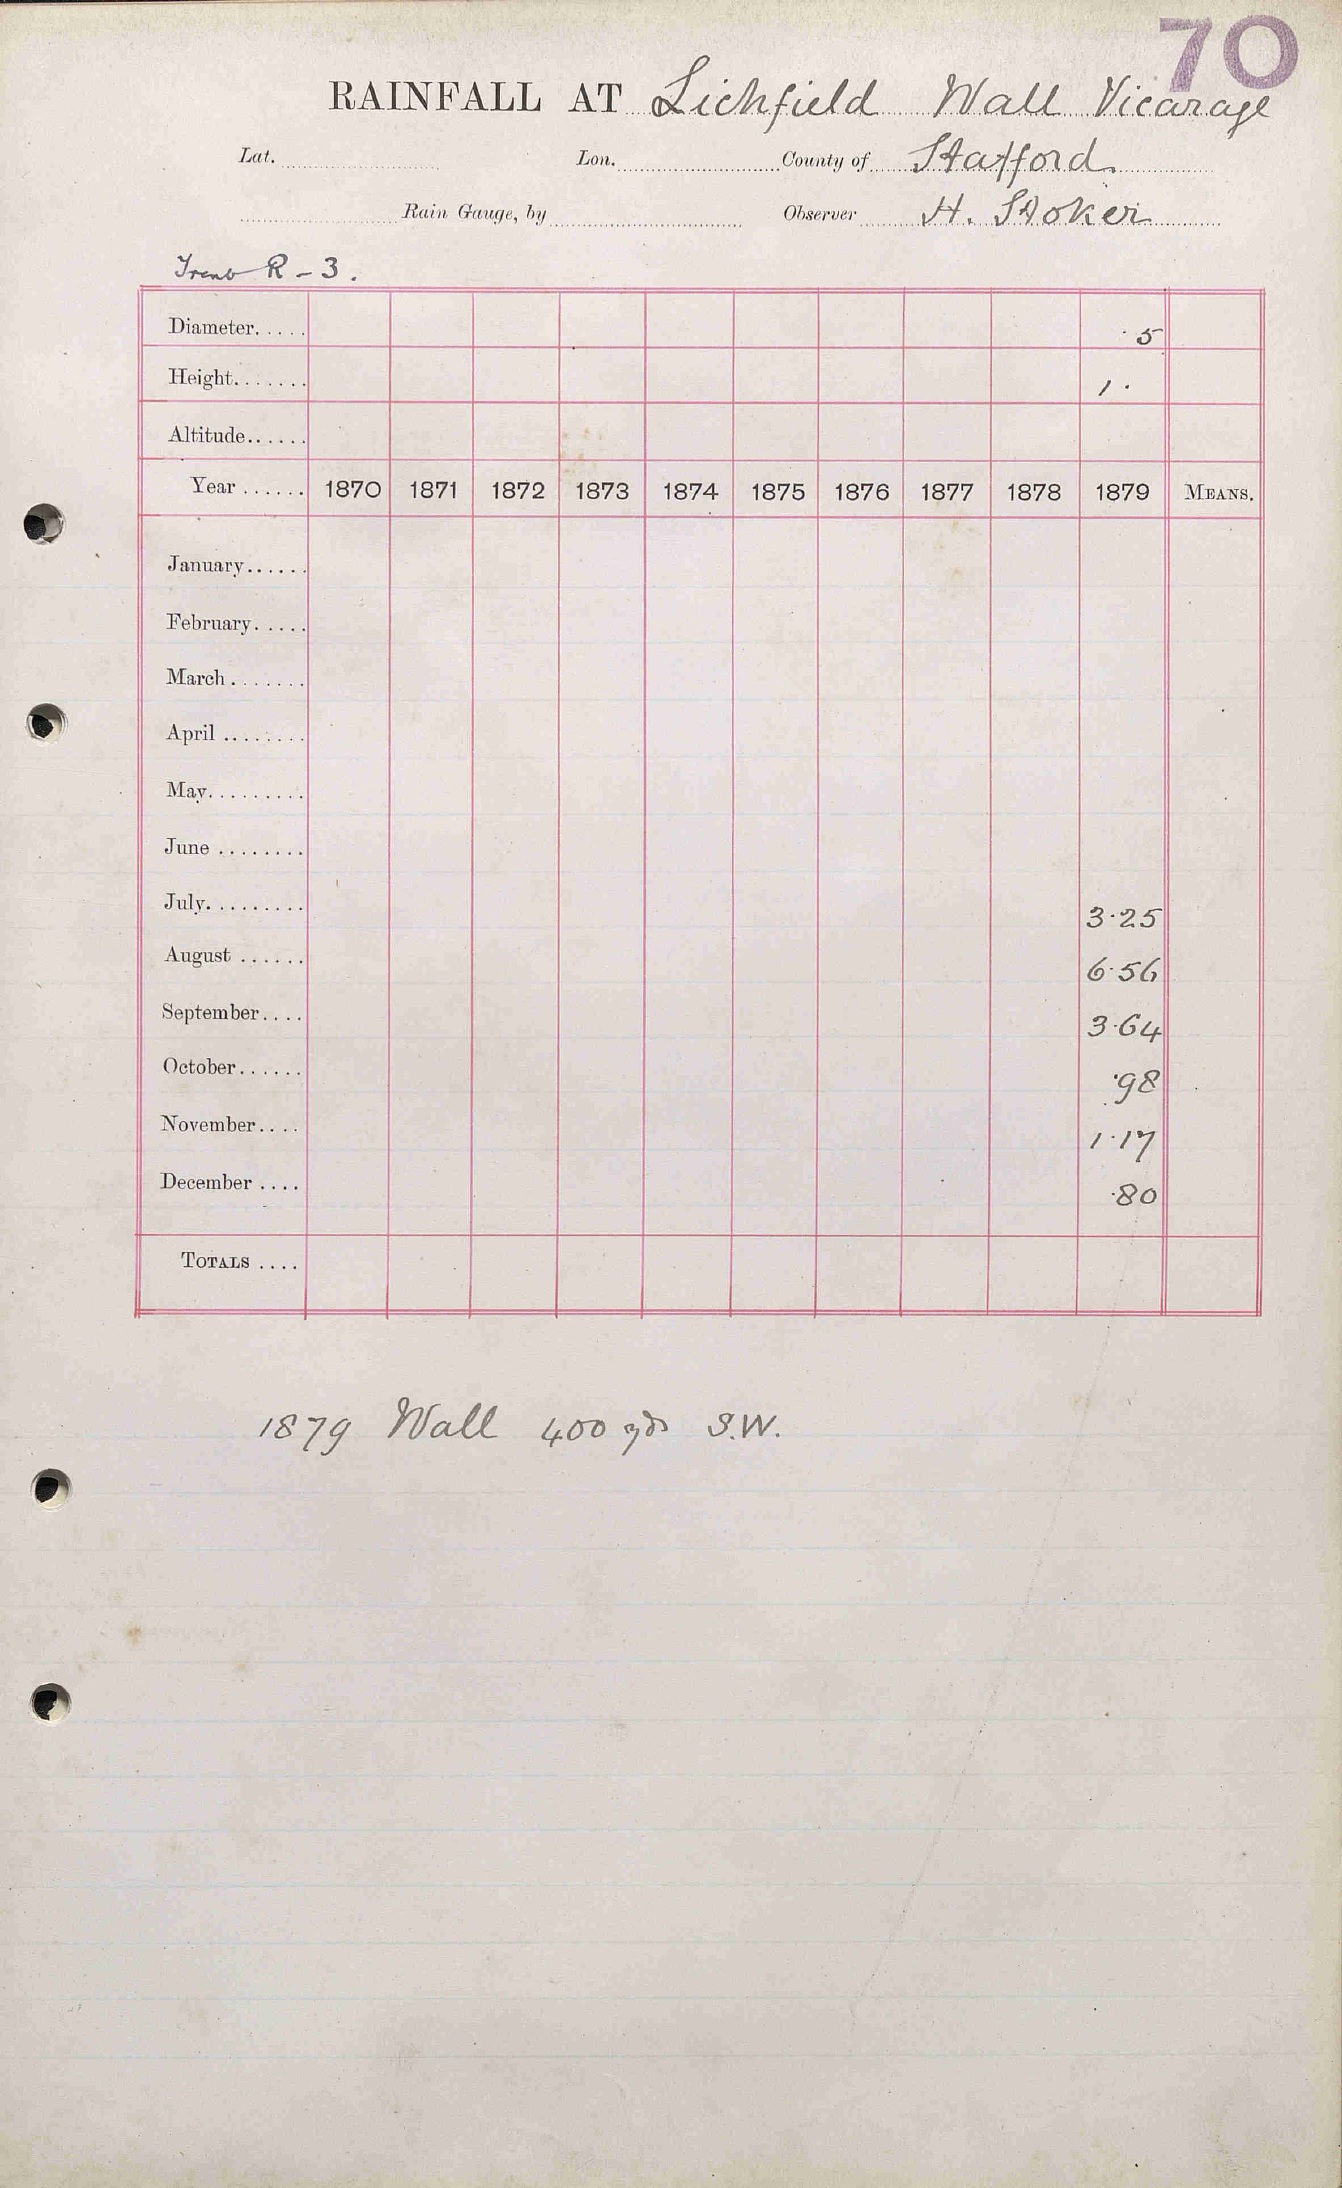 70
RAINFALL AT Lichfield Wall Vicarage
Lat. Lon. County of Stafford
Rain Gauge, by Observer H. Stoker
Trent R - 3.
Diameter..... 5
Height....... 1·
Altitude......
Year...... 1870 1871 1872 1873 1874 1875 1876 1877 1878 1879 MEANS.
January......
February.....
March.......
April........
May.........
June........
July......... 3·25
August...... 6·56
September.... 3·64
October...... ·98
November.... 1·17
December.... ·80
TOTALS....
1879 Wall 400 yds S.W.